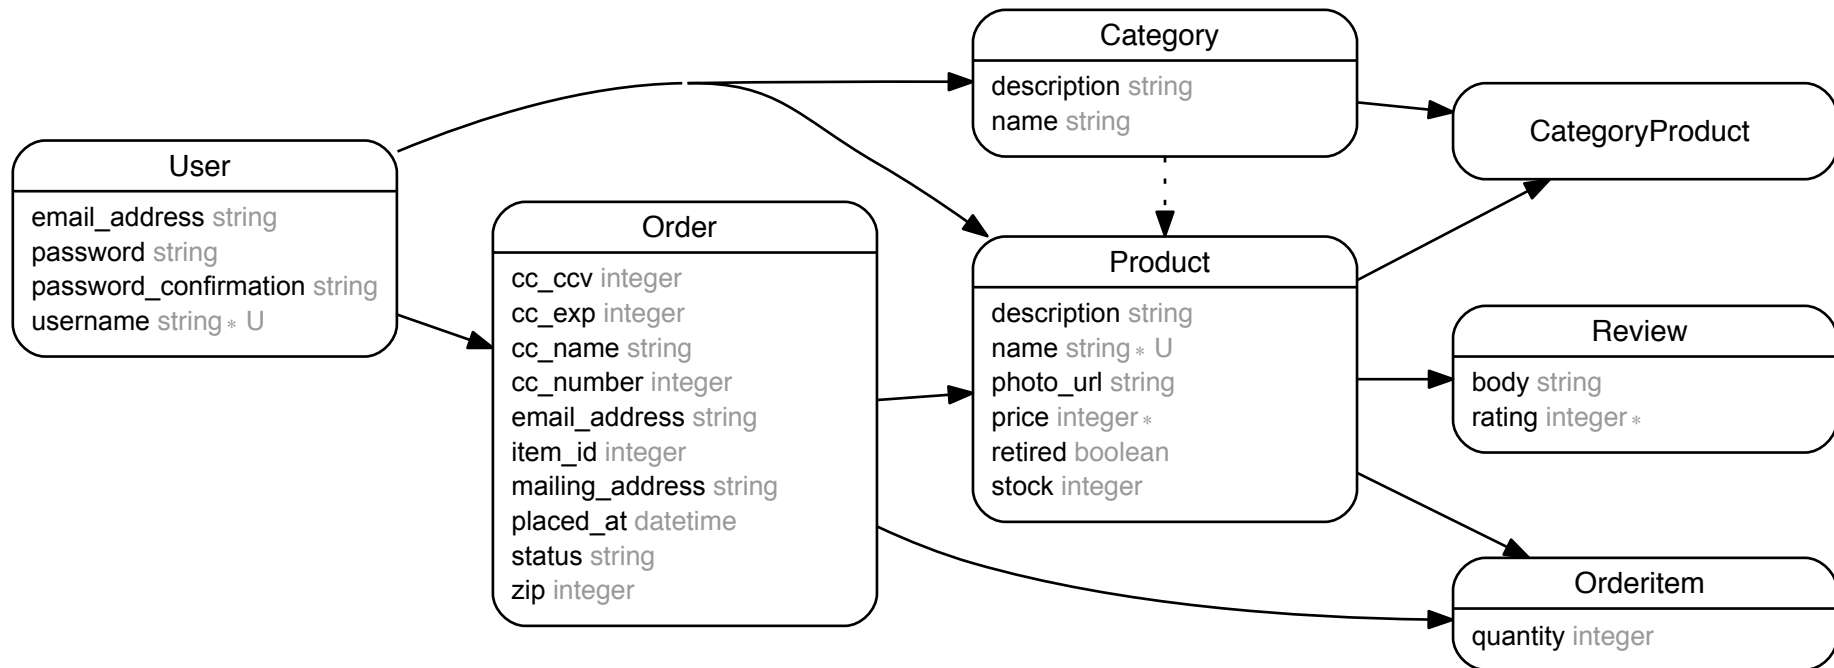 User
email_address string
password string
password_confirmation string
username string* U
Order
cc_ccv integer
cc_exp integer
cc_name string
cc_number integer
email_address string
item_id integer
mailing_address string
placed_at datetime
status string
zip integer
Category
description string
name string
Product
description string
name string* U
photo_url string
price integer*
retired boolean
stock integer
CategoryProduct
Review
body string
rating integer*
Orderitem
quantity integer